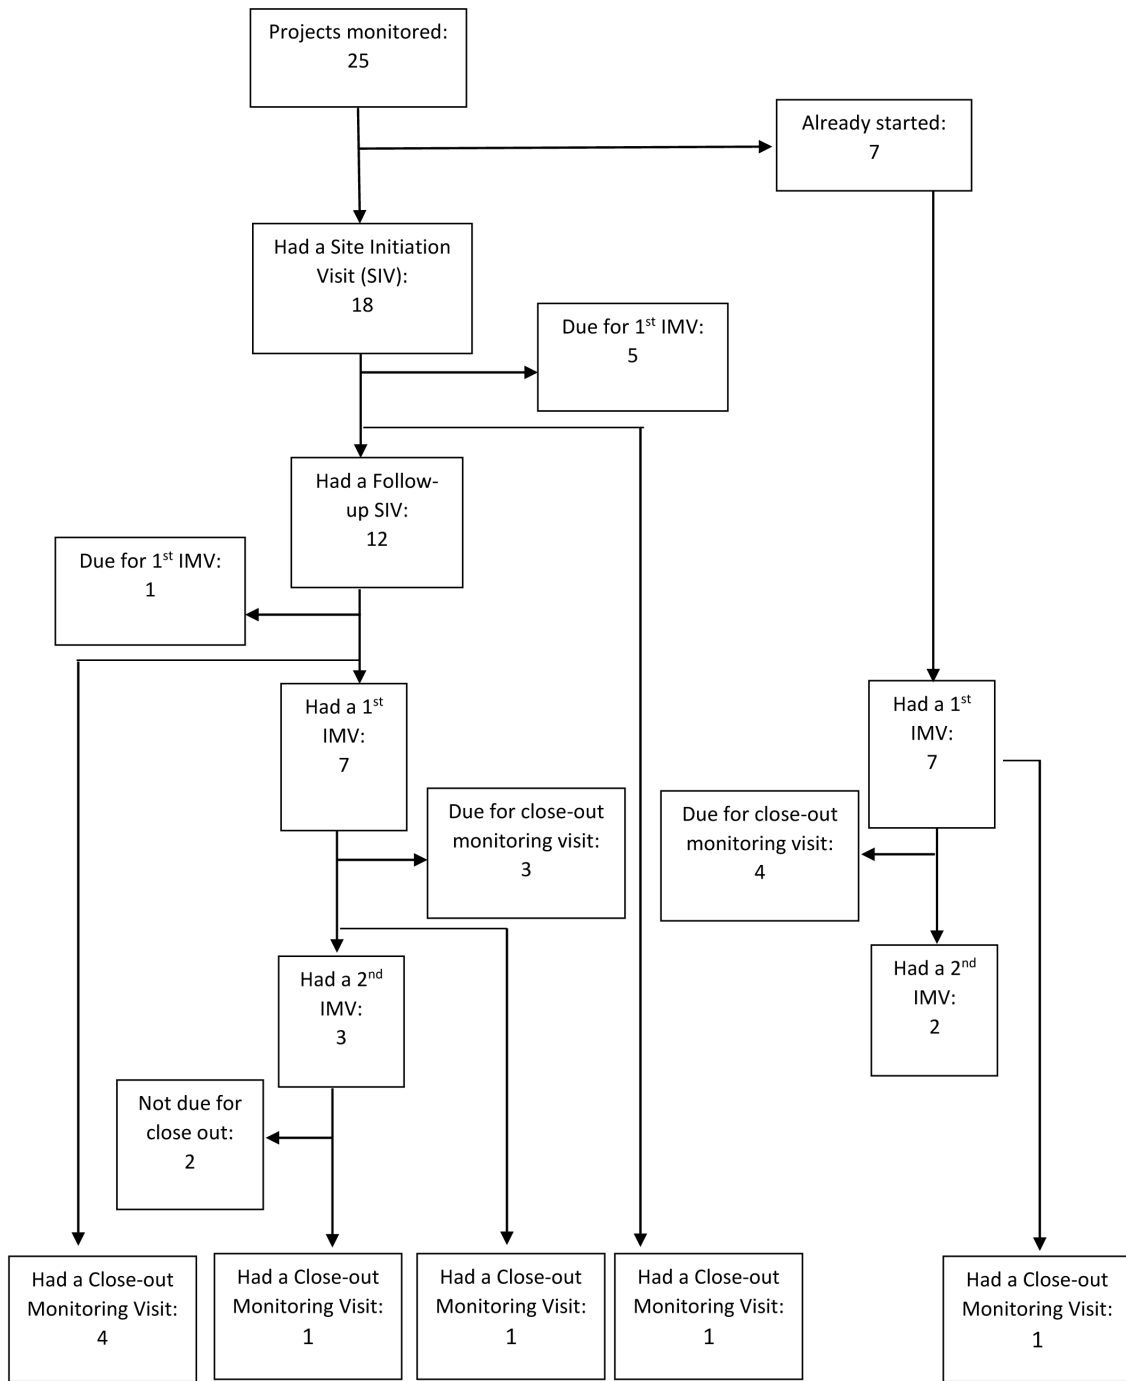 Projects monitored:
25
Already started:
7
Had a Site Initiation
Visit (SIV):
18
Due for 1st IMV:
5
Had a Follow-
up SIV:
12
Due for 1st IMV:
1
Had a 1st
IMV:
7
Had a 1st
IMV:
7
Due for close-out
monitoring visit:
3
Due for close-out
monitoring visit:
4
Had a 2nd
IMV:
3
Had a 2nd
IMV:
2
Not due for
close out:
2
Had a Close-out
Monitoring Visit:
4
Had a Close-out
Monitoring Visit:
1
Had a Close-out
Monitoring Visit:
1
Had a Close-out
Monitoring Visit:
1
Had a Close-out
Monitoring Visit:
1